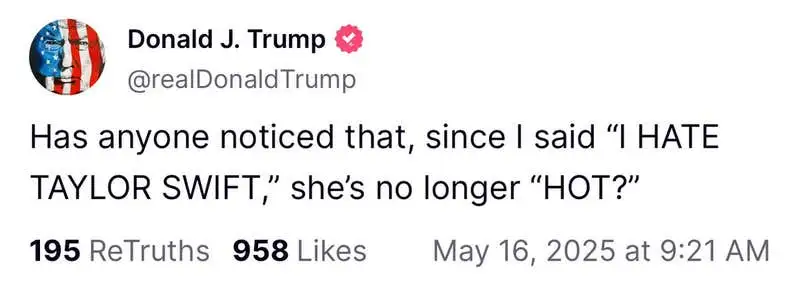 Donald J. Trump
@realDonaldTrump
Has anyone noticed that, since I said “I HATE
TAYLOR SWIFT,” she’s no longer “HOT?”
195 ReTruths 958 Likes May 16, 2025 at 9:21 AM